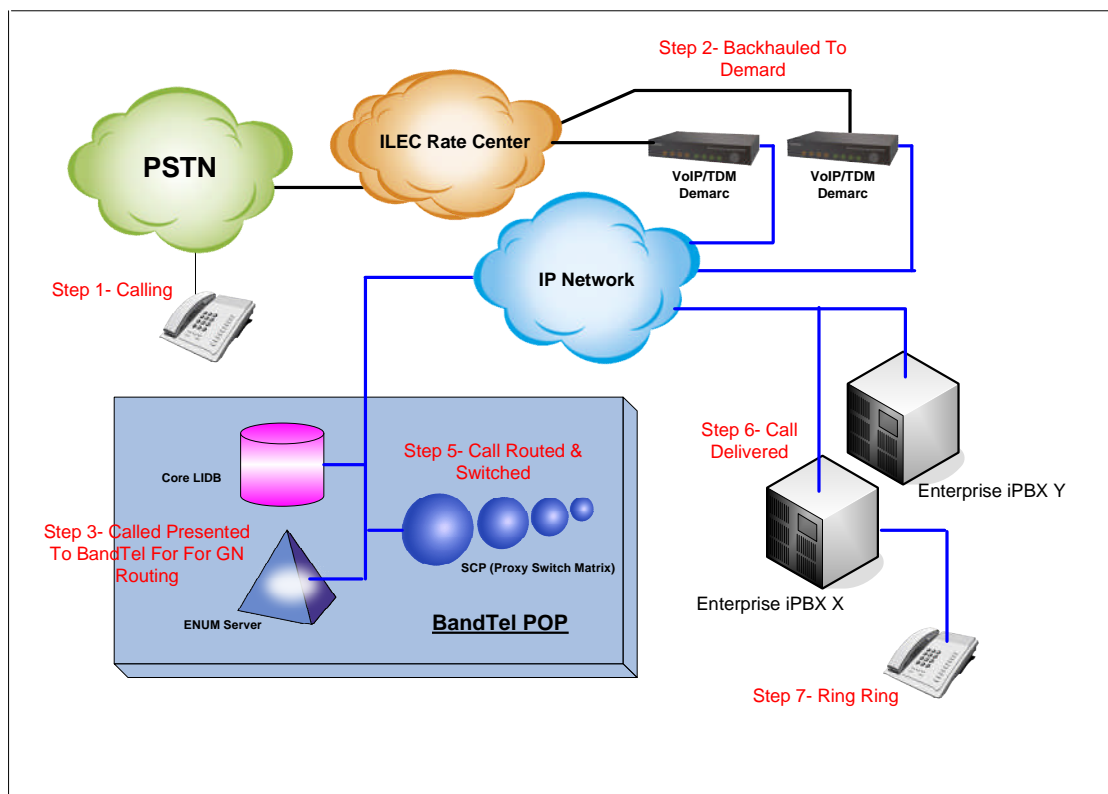 Step 2- Backhauled To
Demard
ILEC Rate Center
PSTN
VoIP/TDM
Demarc
VoIP/TDM
Demarc
IP Network
Step 1- Calling
Step 5- Call Routed &
Switched
Core LIDB
Step 3- Called Presented
To BandTel For For GN
Routing
SCP (Proxy Switch Matrix)
ENUM Server
BandTel POP
Step 6- Call
Delivered
Enterprise iPBX Y
Enterprise iPBX X
Step 7- Ring Ring